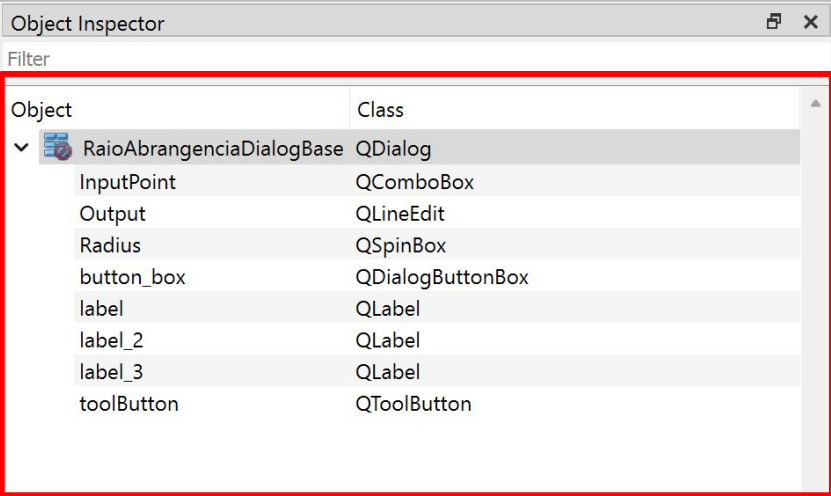 Object Inspector
Filter
Object Class
RaioAbrangenciaDialogBase QDialog
InputPoint QComboBox
Output QLineEdit
Radius QSpinBox
button_box QDialogButtonBox
label QLabel
label_2 QLabel
label_3 QLabel
toolButton QToolButton